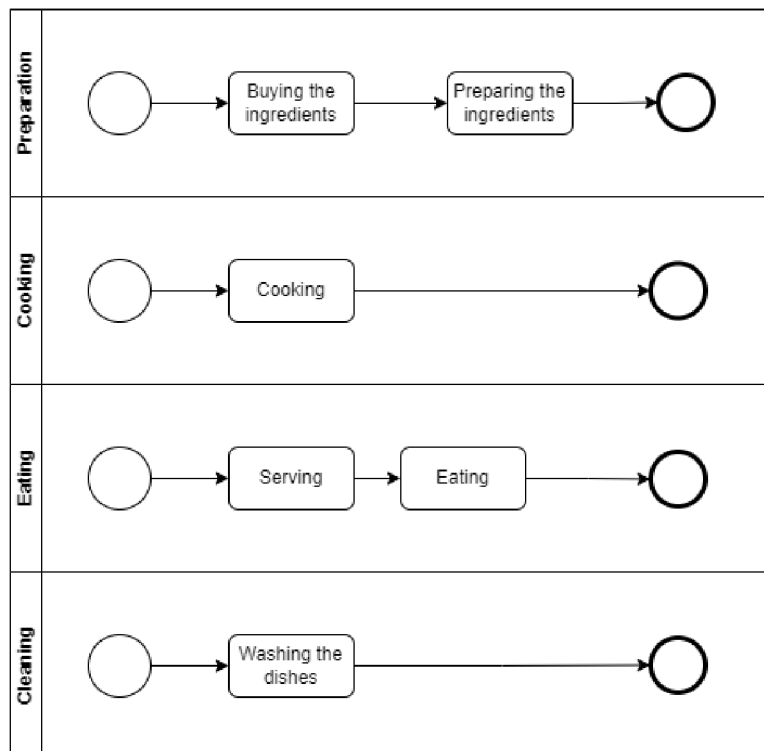 Preparation
Buying the
ingredients
Preparing the
ingredients
Cooking
Cooking
Eating
Serving
Eating
Cleaning
Washing the
dishes